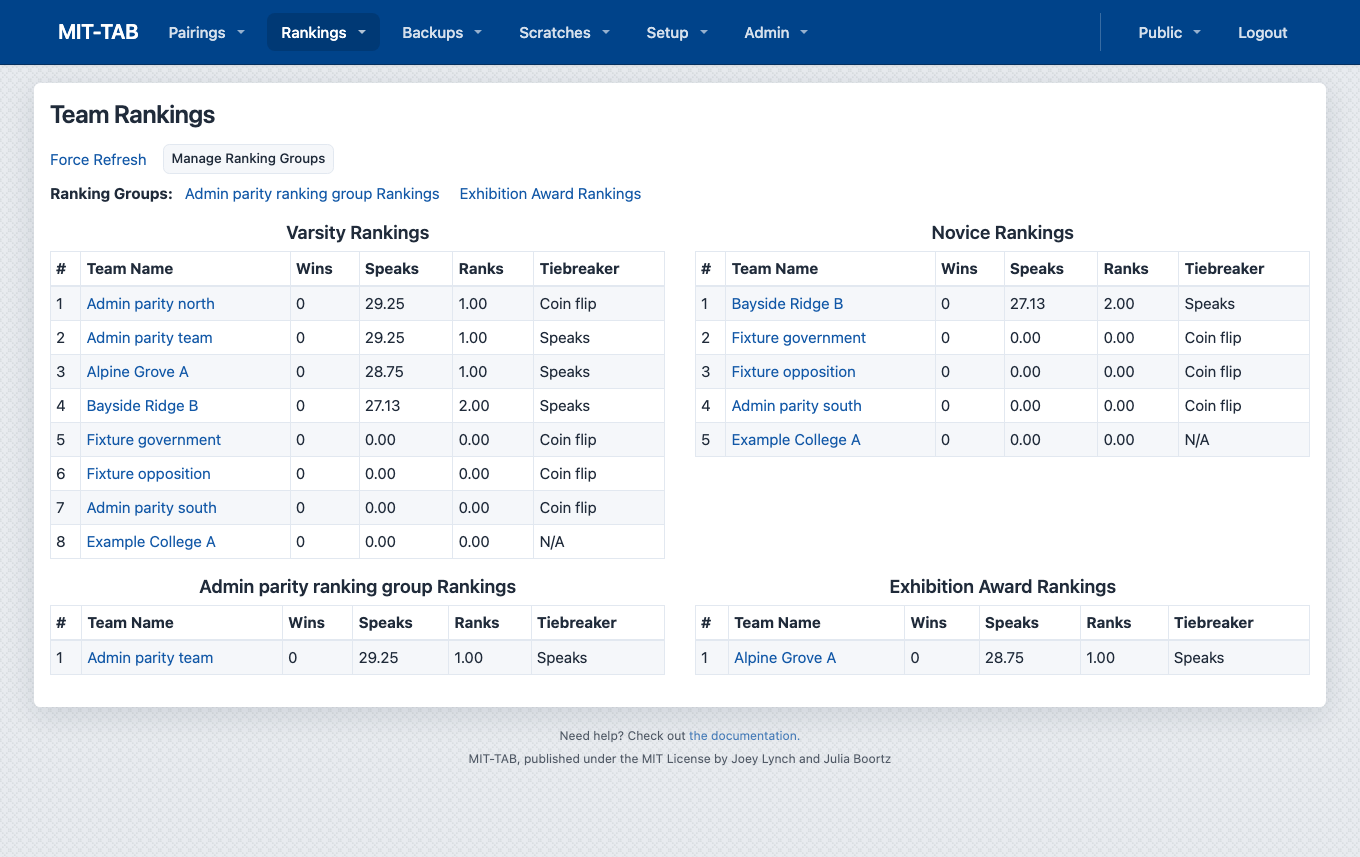 MIT-TAB Pairings Rankings Backups Scratches Setup Admin Public Logout
Team Rankings
Force Refresh Manage Ranking Groups
Ranking Groups: Admin parity ranking group Rankings Exhibition Award Rankings
Varsity Rankings
# Team Name Wins Speaks Ranks Tiebreaker
1 Admin parity north 0 29.25 1.00 Coin flip
2 Admin parity team 0 29.25 1.00 Speaks
3 Alpine Grove A 0 28.75 1.00 Speaks
4 Bayside Ridge B 0 27.13 2.00 Speaks
5 Fixture government 0 0.00 0.00 Coin flip
6 Fixture opposition 0 0.00 0.00 Coin flip
7 Admin parity south 0 0.00 0.00 Coin flip
8 Example College A 0 0.00 0.00 N/A
Novice Rankings
# Team Name Wins Speaks Ranks Tiebreaker
1 Bayside Ridge B 0 27.13 2.00 Speaks
2 Fixture government 0 0.00 0.00 Coin flip
3 Fixture opposition 0 0.00 0.00 Coin flip
4 Admin parity south 0 0.00 0.00 Coin flip
5 Example College A 0 0.00 0.00 N/A
Admin parity ranking group Rankings
# Team Name Wins Speaks Ranks Tiebreaker
1 Admin parity team 0 29.25 1.00 Speaks
Exhibition Award Rankings
# Team Name Wins Speaks Ranks Tiebreaker
1 Alpine Grove A 0 28.75 1.00 Speaks
Need help? Check out the documentation.
MIT-TAB, published under the MIT License by Joey Lynch and Julia Boortz